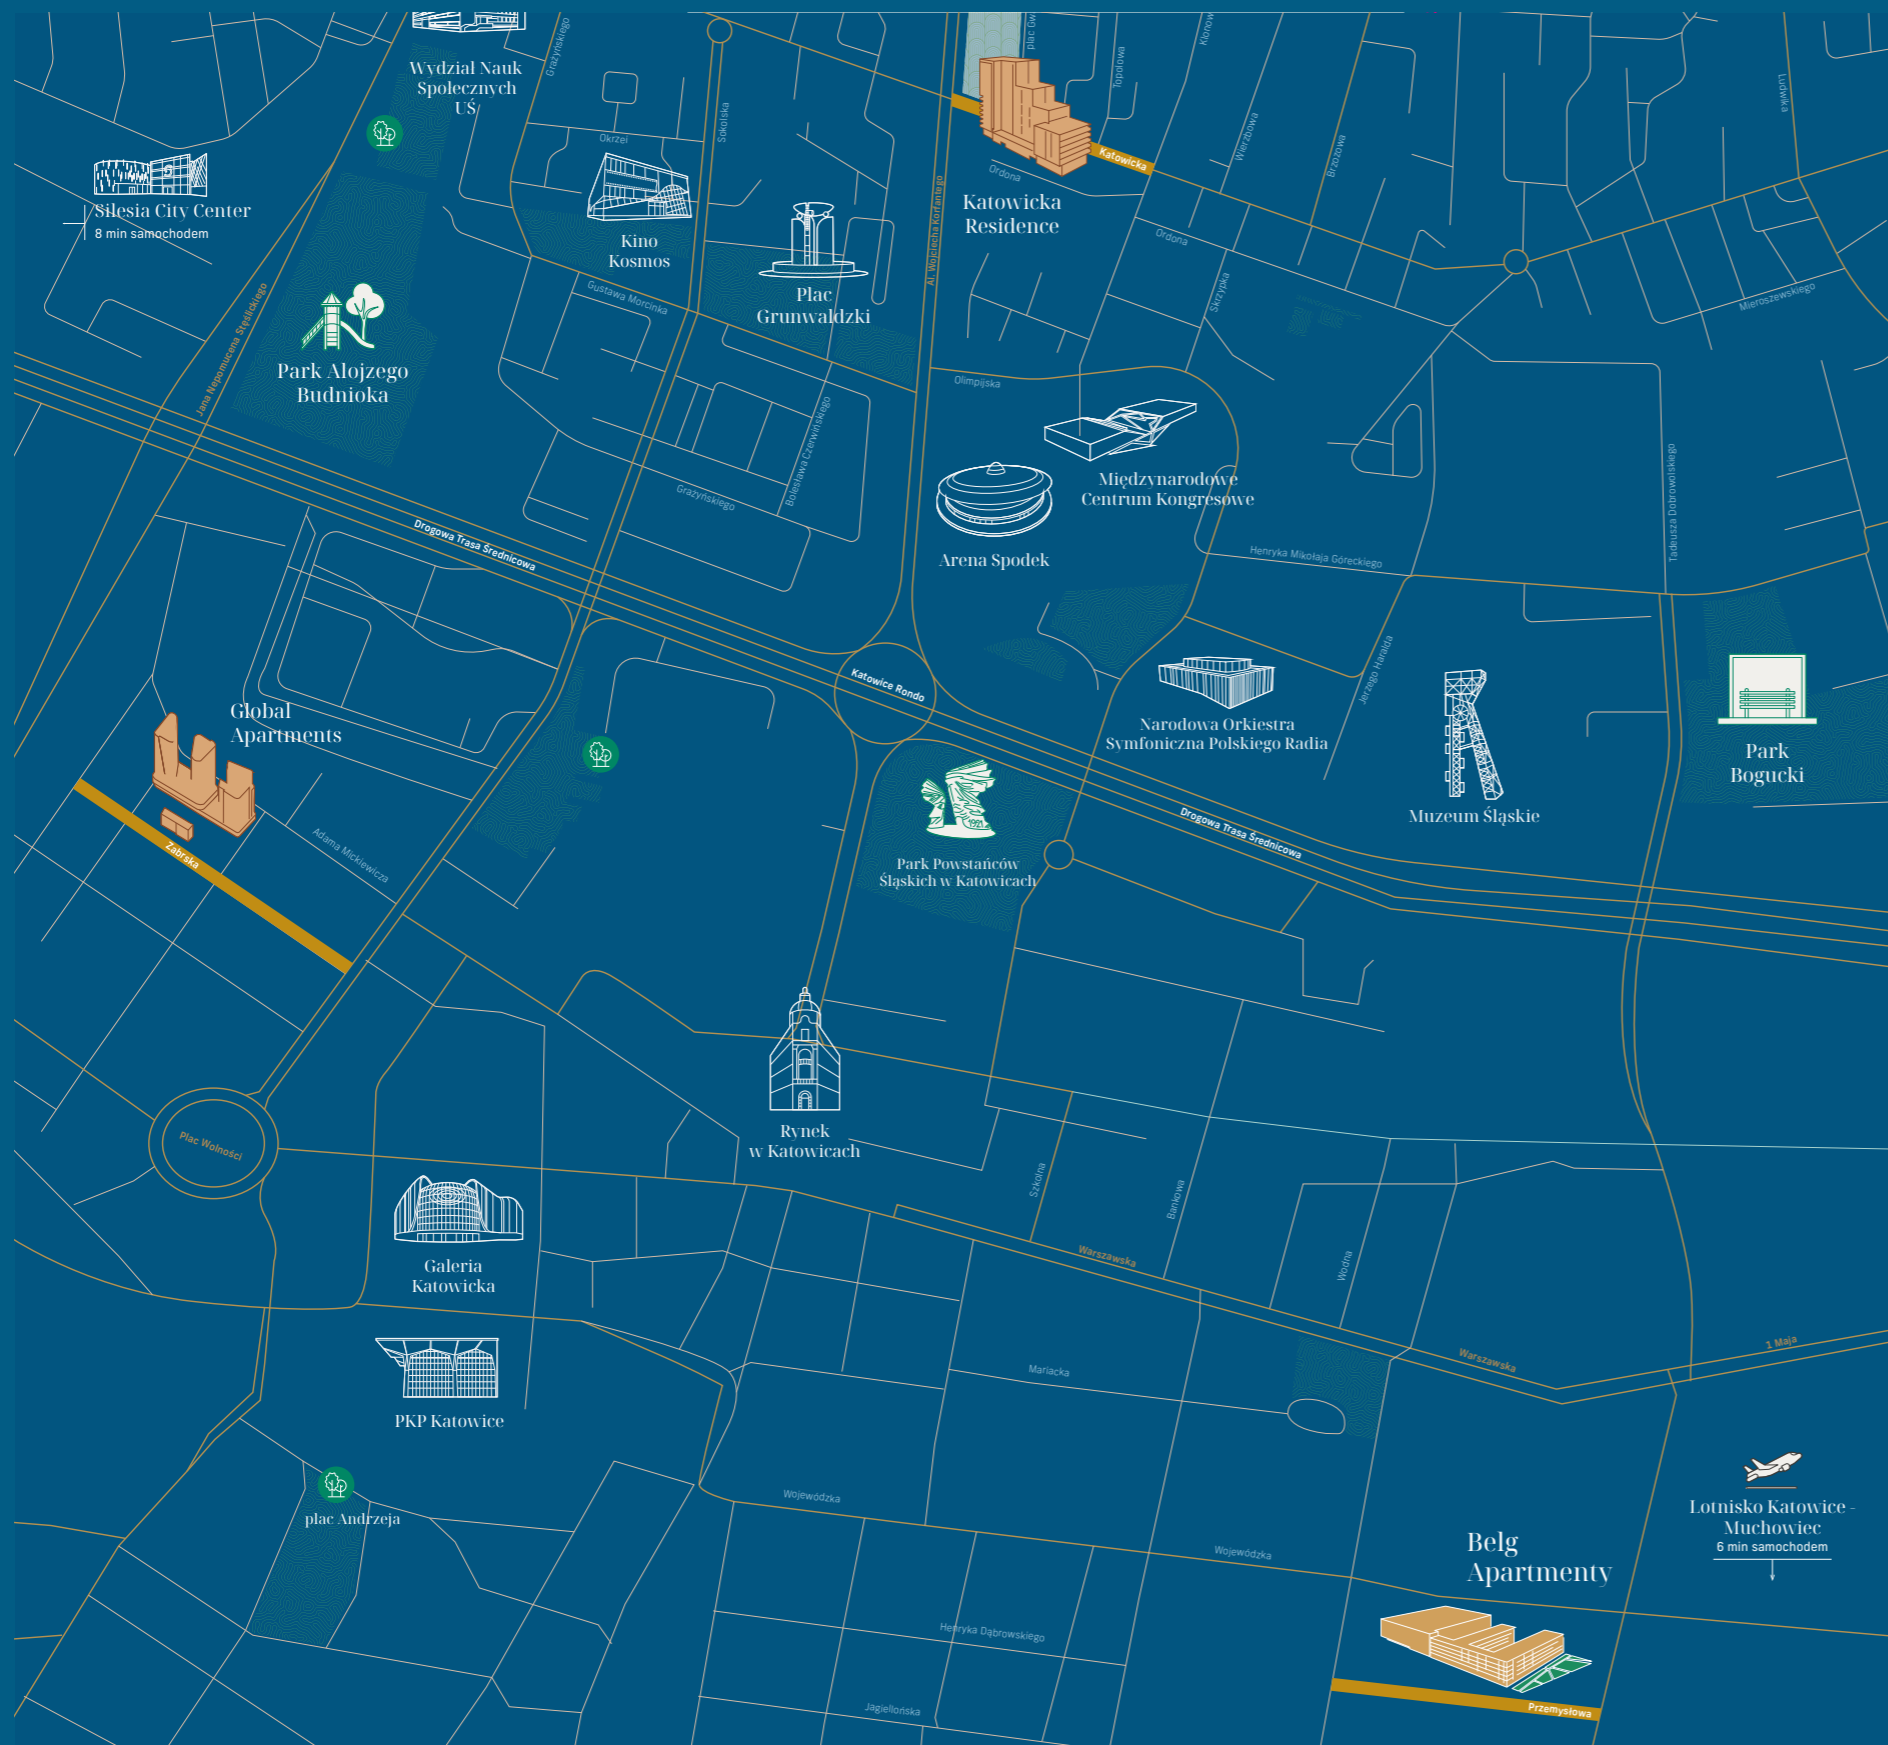 Wydział Nauk
Społecznych
UŚ
Grażyńskiego
Okrzei
Sokolska
Silesia City Center
8 min samochodem
Kino
Kosmos
Gustawa Morcinka
Plac
Grunwaldzki
Al. Wojciecha Korfantego
Topolowa
Katowicka
Ordona
Katowicka
Residence
Wierzbowa
Brzozowa
Ordona
Skrzypka
Ludwika
Mieroszewskiego
Jana Nepomucena Stęślickiego
Park Alojzego
Budnioka
Olimpijska
Bolesława Czerwińskiego
Grażyńskiego
Międzynarodowe
Centrum Kongresowe
Arena Spodek
Henryka Mikołaja Góreckiego
Tadeusza Dobrowolskiego
Drogowa Trasa Średnicowa
Katowice Rondo
Jerzego Haralda
Global
Apartments
Narodowa Orkiestra
Symfoniczna Polskiego Radia
Park
Bogucki
Muzeum Śląskie
Drogowa Trasa Średnicowa
Zabrska
Adama Mickiewicza
1921
Park Powstańców
Śląskich w Katowicach
Plac Wolności
Rynek
w Katowicach
Szkolna
Bankowa
Wodna
Galeria
Katowicka
Warszawska
Warszawska
1 Maja
Mariacka
PKP Katowice
plac Andrzeja
Wojewódzka
Wojewódzka
Lotnisko Katowice -
Muchowiec
6 min samochodem
Belg
Apartmenty
Henryka Dąbrowskiego
Jagiellońska
Przemysłowa